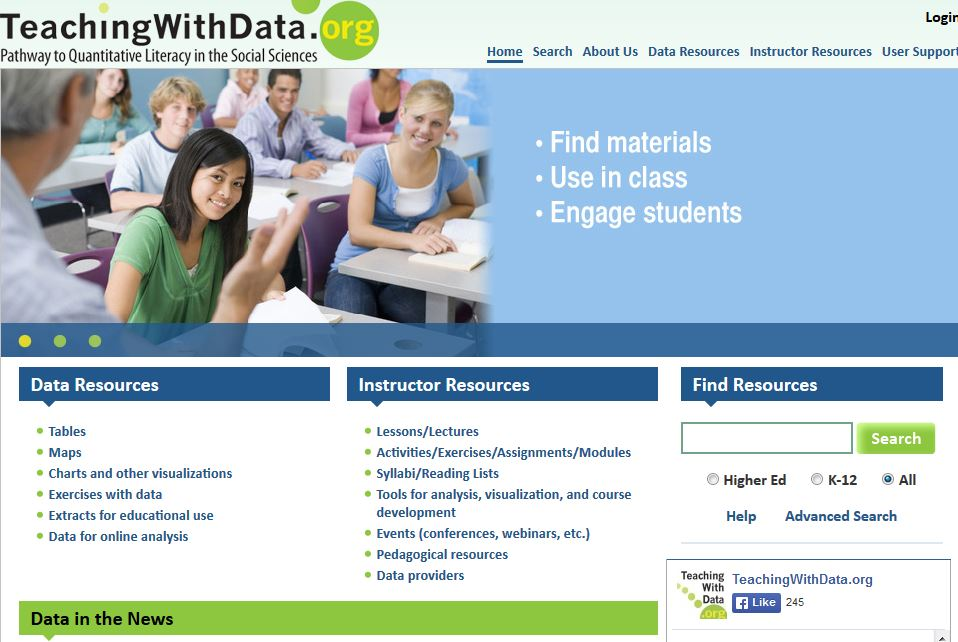 TeachingWithData.org
Pathway to Quantitative Literacy in the Social Sciences
Login
Home Search About Us Data Resources Instructor Resources User Support
• Find materials
• Use in class
• Engage students
Data Resources
Tables
Maps
Charts and other visualizations
Exercises with data
Extracts for educational use
Data for online analysis
Instructor Resources
Lessons/Lectures
Activities/Exercises/Assignments/Modules
Syllabi/Reading Lists
Tools for analysis, visualization, and course
development
Events (conferences, webinars, etc.)
Pedagogical resources
Data providers
Find Resources
Search
Higher Ed K-12 All
Help Advanced Search
Teaching
With
Data
.org
TeachingWithData.org
Like 245
Data in the News